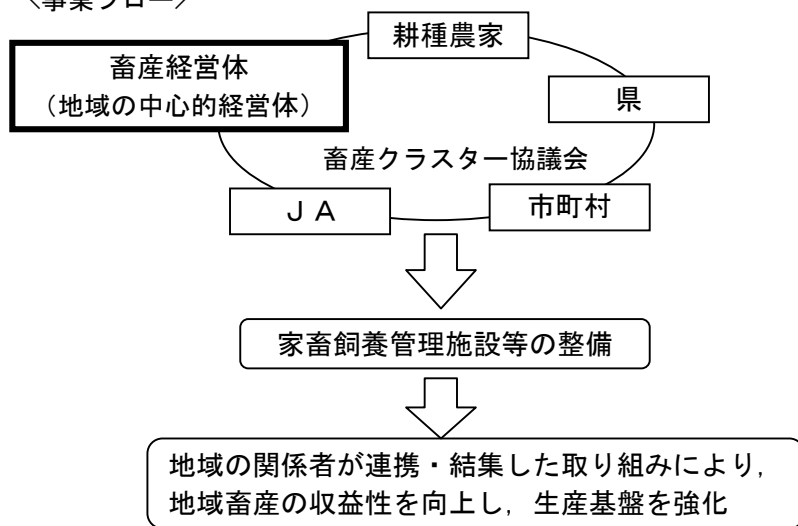 〈事業フロー〉
耕種農家
畜産経営体
（地域の中心的経営体）
県
畜産クラスター協議会
ＪＡ
市町村
家畜飼養管理施設等の整備
地域の関係者が連携・結集した取り組みにより，
地域畜産の収益性を向上し，生産基盤を強化